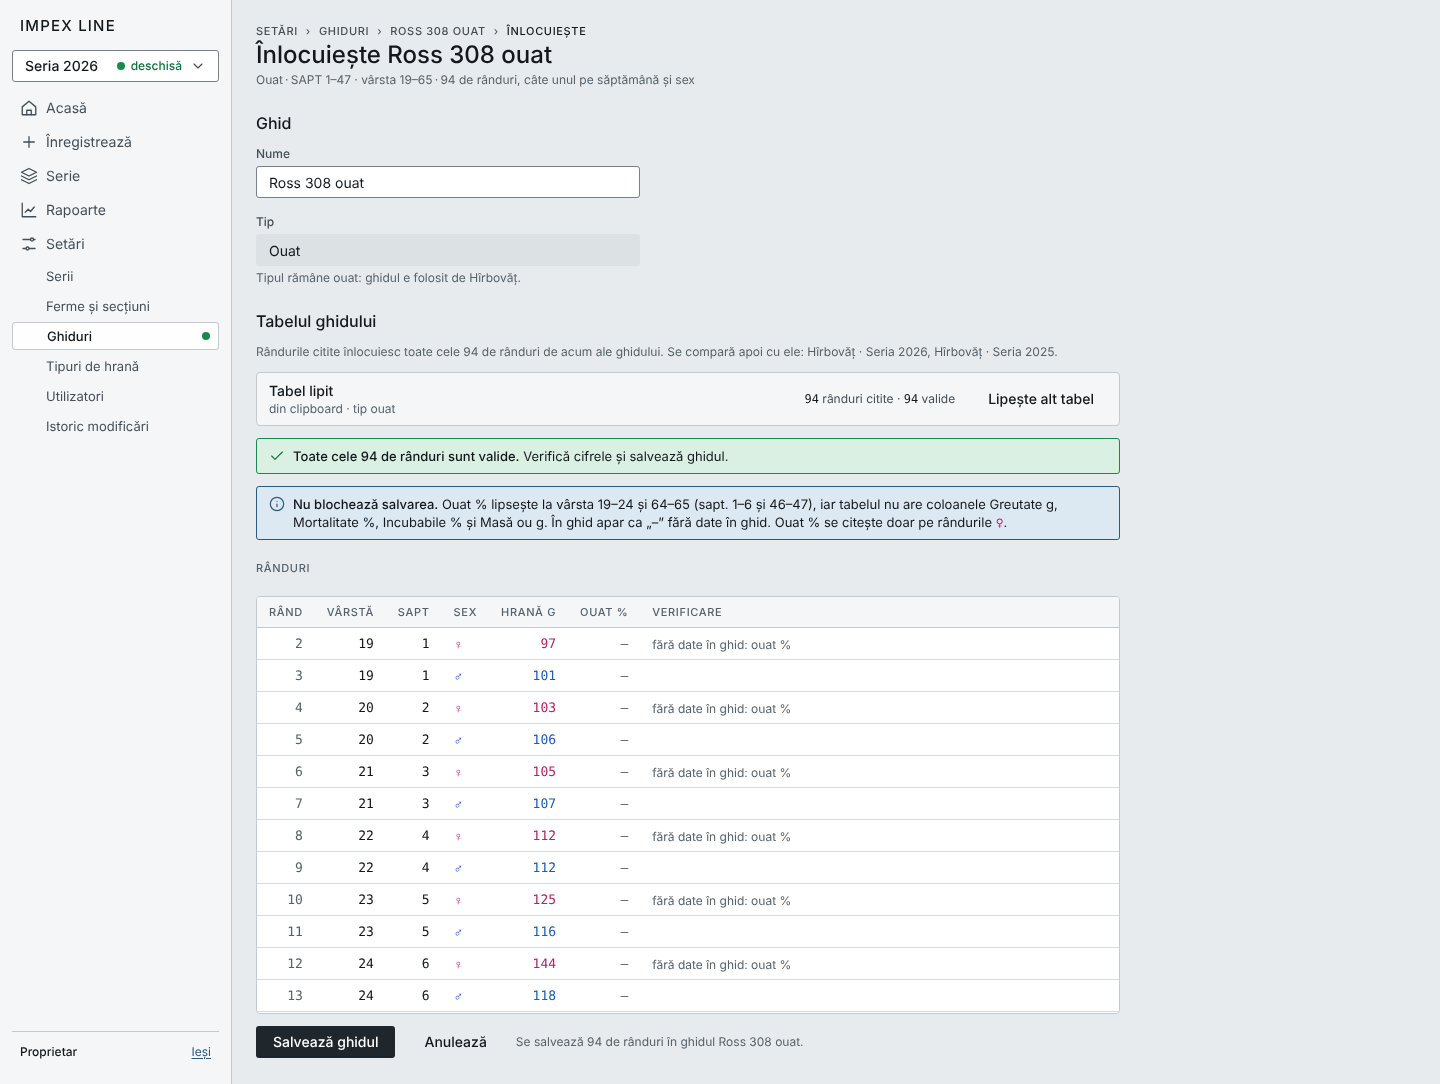 IMPEX LINE
Seria 2026 deschisă
Acasă
Înregistrează
Serie
Rapoarte
Setări
Serii
Ferme și secțiuni
Ghiduri
Tipuri de hrană
Utilizatori
Istoric modificări
Proprietar Ieși
SETĂRI › GHIDURI › ROSS 308 OUAT › ÎNLOCUIEȘTE
Înlocuiește Ross 308 ouat
Ouat · SAPT 1–47 · vârsta 19–65 · 94 de rânduri, câte unul pe săptămână și sex
Ghid
Nume
Ross 308 ouat
Tip
Ouat
Tipul rămâne ouat: ghidul e folosit de Hîrbovăț.
Tabelul ghidului
Rândurile citite înlocuiesc toate cele 94 de rânduri de acum ale ghidului. Se compară apoi cu ele: Hîrbovăț · Seria 2026, Hîrbovăț · Seria 2025.
Tabel lipit
din clipboard · tip ouat
94 rânduri citite · 94 valide
Lipește alt tabel
Toate cele 94 de rânduri sunt valide. Verifică cifrele și salvează ghidul.
Nu blochează salvarea. Ouat % lipsește la vârsta 19–24 și 64–65 (sapt. 1–6 și 46–47), iar tabelul nu are coloanele Greutate g,
Mortalitate %, Incubabile % și Masă ou g. În ghid apar ca „–” fără date în ghid. Ouat % se citește doar pe rândurile ♀.
RÂNDURI
RÂND VÂRSTĂ SAPT SEX HRANĂ G OUAT % VERIFICARE
2 19 1 ♀ 97 – fără date în ghid: ouat %
3 19 1 ♂ 101 –
4 20 2 ♀ 103 – fără date în ghid: ouat %
5 20 2 ♂ 106 –
6 21 3 ♀ 105 – fără date în ghid: ouat %
7 21 3 ♂ 107 –
8 22 4 ♀ 112 – fără date în ghid: ouat %
9 22 4 ♂ 112 –
10 23 5 ♀ 125 – fără date în ghid: ouat %
11 23 5 ♂ 116 –
12 24 6 ♀ 144 – fără date în ghid: ouat %
13 24 6 ♂ 118 –
Salvează ghidul Anulează Se salvează 94 de rânduri în ghidul Ross 308 ouat.